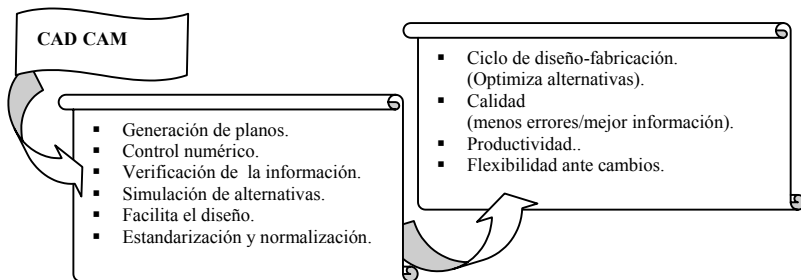 CAD CAM
▪ Generación de planos.
▪ Control numérico.
▪ Verificación de la información.
▪ Simulación de alternativas.
▪ Facilita el diseño.
▪ Estandarización y normalización.
▪ Ciclo de diseño-fabricación.
(Optimiza alternativas).
▪ Calidad
(menos errores/mejor información).
▪ Productividad..
▪ Flexibilidad ante cambios.